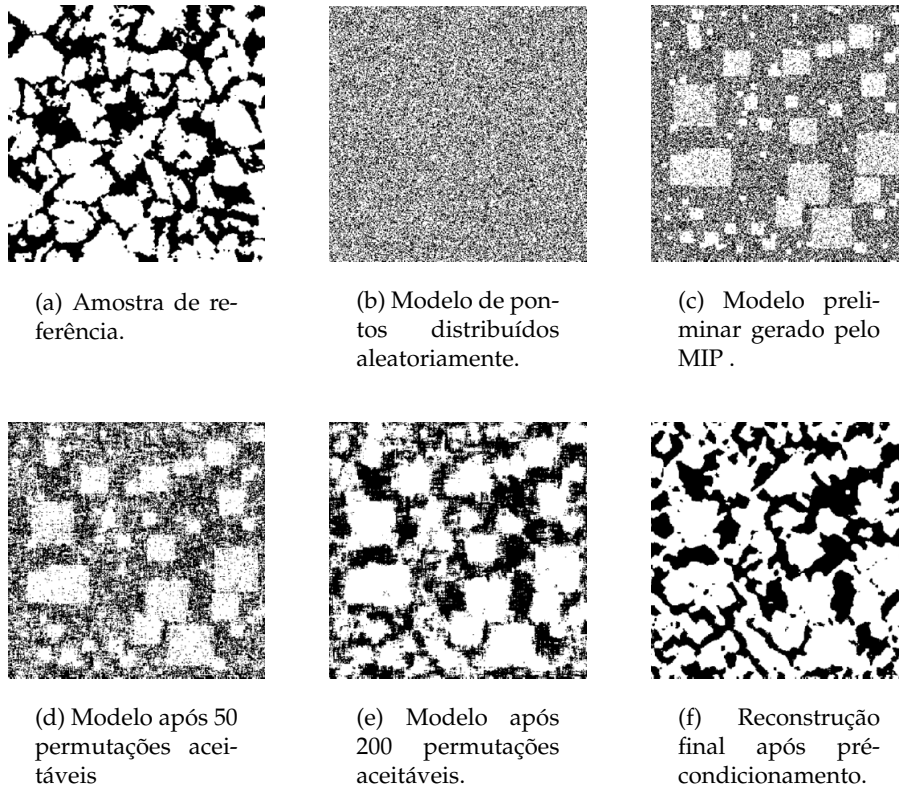 (a) Amostra de re-
ferência.
(b) Modelo de pon-
tos distribuídos
aleatoriamente.
(c) Modelo preli-
minar gerado pelo
MIP .
(d) Modelo após 50
permutações acei-
táveis
(e) Modelo após
200 permutações
aceitáveis.
(f) Reconstrução
final após pré-
condicionamento.